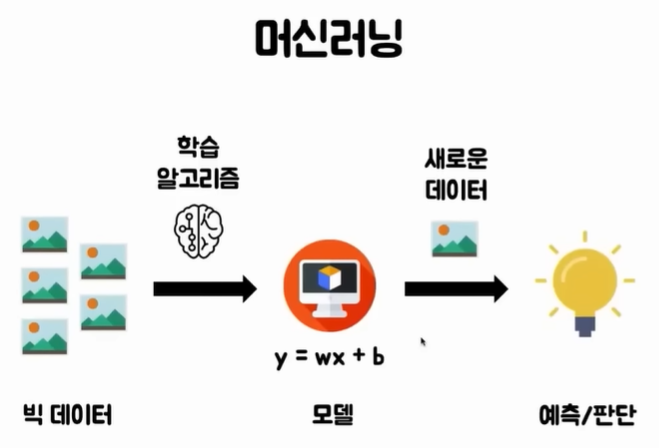 머신러닝
학습
알고리즘
새로운
데이터
y = wx + b
빅 데이터
모델
예측/판단